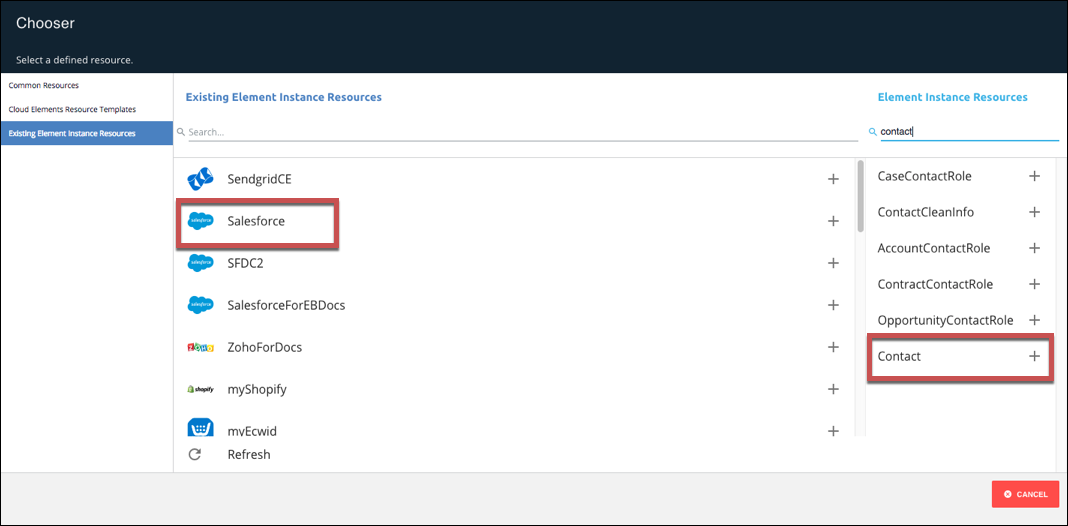 Chooser
Select a defined resource.
Common Resources
Cloud Elements Resource Templates
Existing Element Instance Resources
Existing Element Instance Resources
Search...
SendgridCE
salesforce
Salesforce
salesforce
SFDC2
salesforce
SalesforceForEBDocs
ZOHO
ZohoForDocs
shopify
myShopify
myEcwid
Refresh
Element Instance Resources
contact
CaseContactRole
ContactCleanInfo
AccountContactRole
ContractContactRole
OpportunityContactRole
Contact
CANCEL